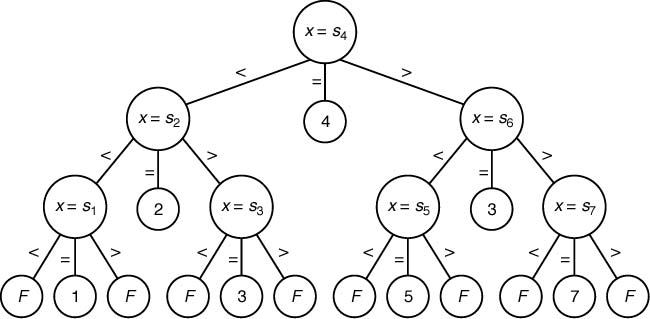 x = s4
< = >
4
x = s2 x = s6
< = > < = >
2 3
x = s1 x = s3 x = s5 x = s7
< = > < = > < = > < = >
F 1 F F 3 F F 5 F F 7 F